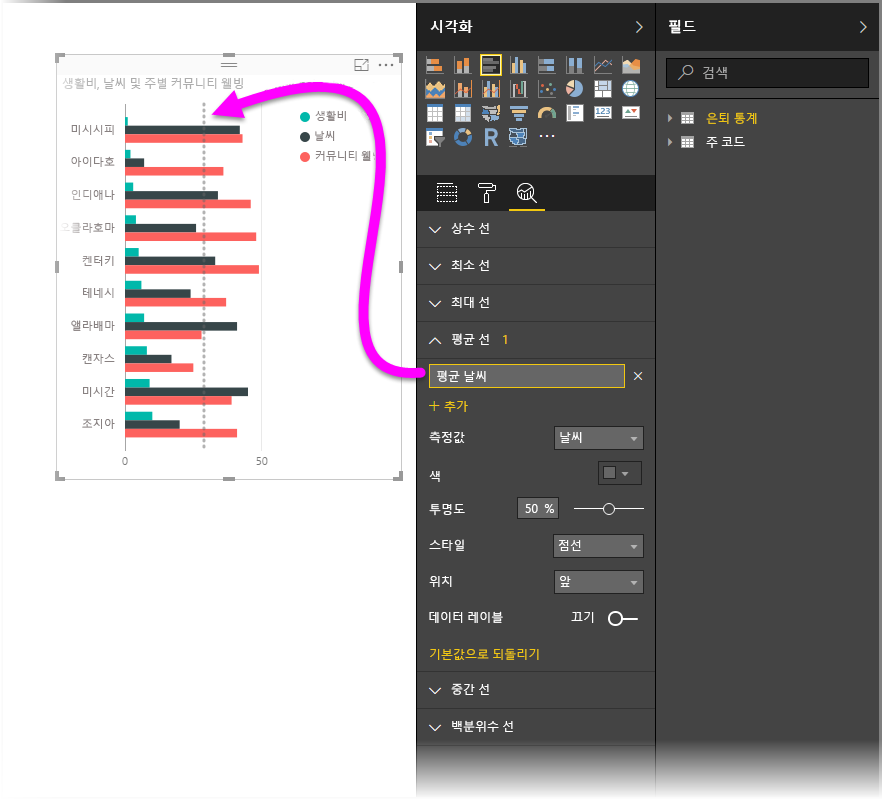 생활비, 날씨 및 주별 커뮤니티 웰빙
생활비
날씨
커뮤니티 웰빙
미시시피
아이다호
인디애나
오클라호마
켄터키
테네시
앨라배마
캔자스
미시간
조지아
0 50
시각화
R
123
상수 선
최소 선
최대 선
평균 선 1
평균 날씨
+ 추가
측정값 날씨
색
투명도 50 %
스타일 점선
위치 앞
데이터 레이블 끄기
기본값으로 되돌리기
중간 선
백분위수 선
필드
검색
은퇴 통계
주 코드